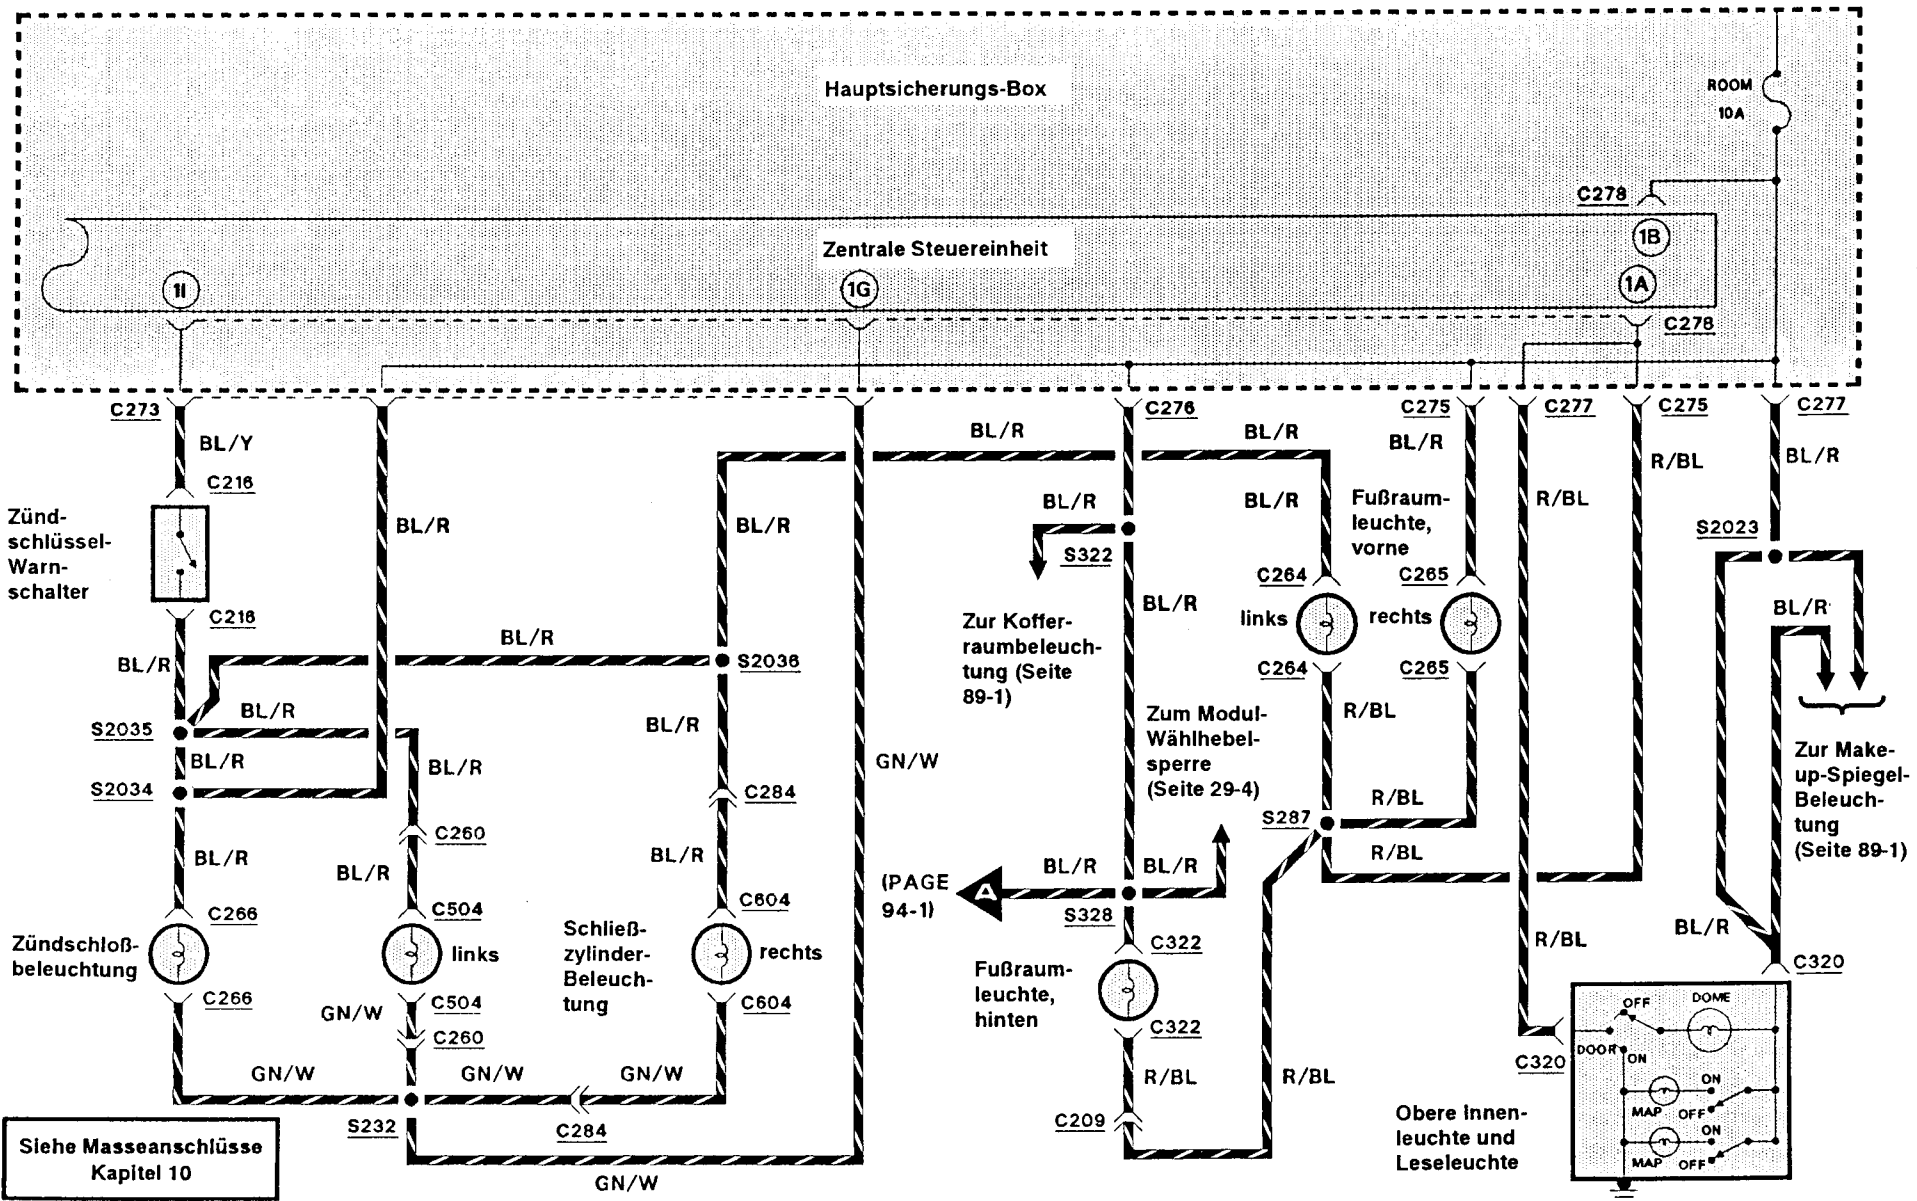 Hauptsicherungs-Box
ROOM
10A
C278
Zentrale Steuereinheit
1B
1I
1G
1A
C278
C273
C276
C275
C277
C275
C277
BL/Y
BL/R
BL/R
BL/R
BL/R
C216
R/BL
R/BL
BL/R
BL/R
BL/R
BL/R
Zünd-
schlüssel-
Warn-
schalter
Fußraum-
leuchte,
vorne
S2023
S322
C216
C264
C265
BL/R
BL/R
links
rechts
Zur Koffer-
raumbeleuch-
tung (Seite
89-1)
BL/R
BL/R
S2036
C264
C265
BL/R
S2035
BL/R
R/BL
Zum Modul-
Wählhebel-
sperre
(Seite 29-4)
Zur Make-
up-Spiegel-
Beleuch-
tung
(Seite 89-1)
BL/R
BL/R
GN/W
S2034
C284
R/BL
S287
C260
BL/R
BL/R
BL/R
R/BL
BL/R
BL/R
(PAGE
94-1)
A
S328
C266
C504
C604
BL/R
R/BL
Zündschloß-
beleuchtung
links
Schließ-
zylinder-
Beleuch-
tung
rechts
C322
Fußraum-
leuchte,
hinten
C320
C266
C504
C604
GN/W
C260
C322
OFF
DOME
DOOR
ON
C320
GN/W
GN/W
GN/W
R/BL
R/BL
ON
MAP
OFF
S232
C284
C209
Obere Innen-
leuchte und
Leseleuchte
ON
MAP
OFF
Siehe Masseanschlüsse
Kapitel 10
GN/W